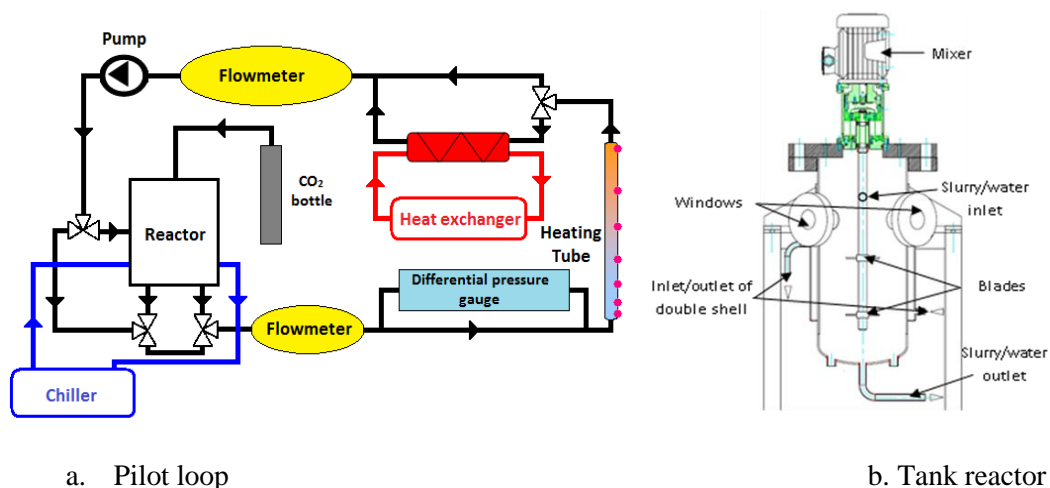 Pump
Flowmeter
CO₂
bottle
Reactor
Heat exchanger
Heating
Tube
Differential pressure
gauge
Flowmeter
Chiller
a. Pilot loop
Mixer
Slurry/water
inlet
Windows
Inlet/outlet of
double shell
Blades
Slurry/water
outlet
b. Tank reactor